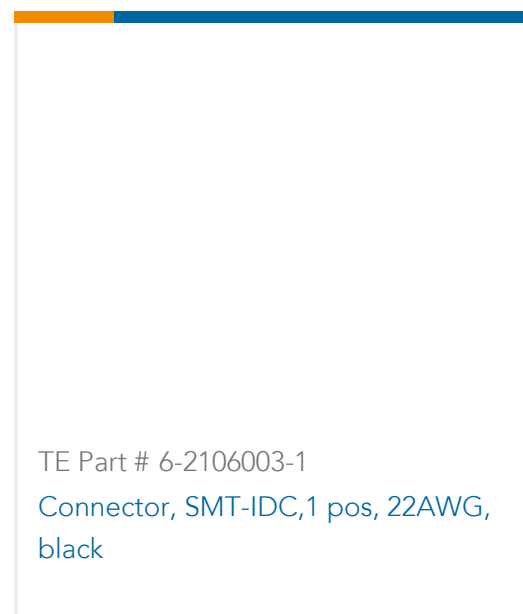 TE Part # 6-2106003-1
Connector, SMT-IDC,1 pos, 22AWG,
black